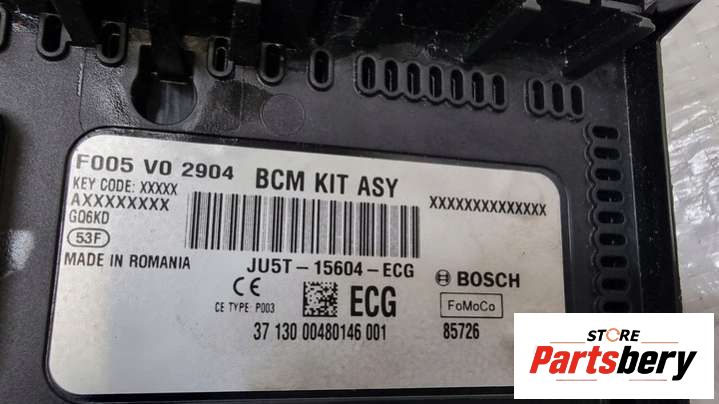 F005 V0 2904 BCM KIT ASY
KEY CODE: XXXXX
AXXXXXXXX XXXXXXXXXXXXXX
G06KD
53F
MADE IN ROMANIA JU5T-15604-ECG
BOSCH
CE
CE TYPE: P003 ECG FoMoCo
37 130 00480146 001 85726
STORE
Partsbery